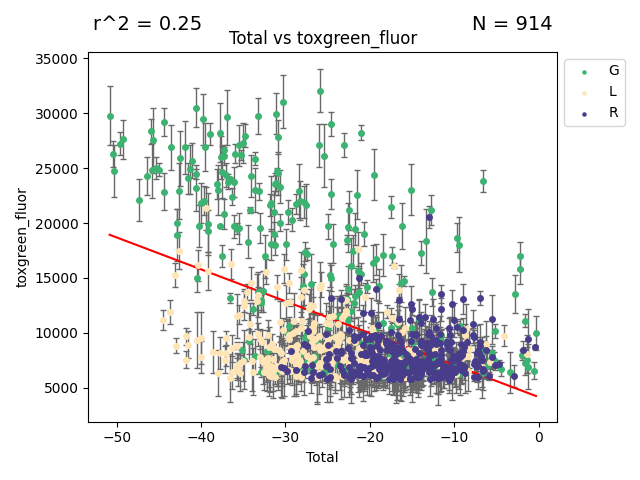 r^2 = 0.25
N = 914
Total vs toxgreen_fluor
35000
30000
25000
20000
15000
10000
5000
toxgreen_fluor
−50
−40
−30
−20
−10
0
Total
G
L
R